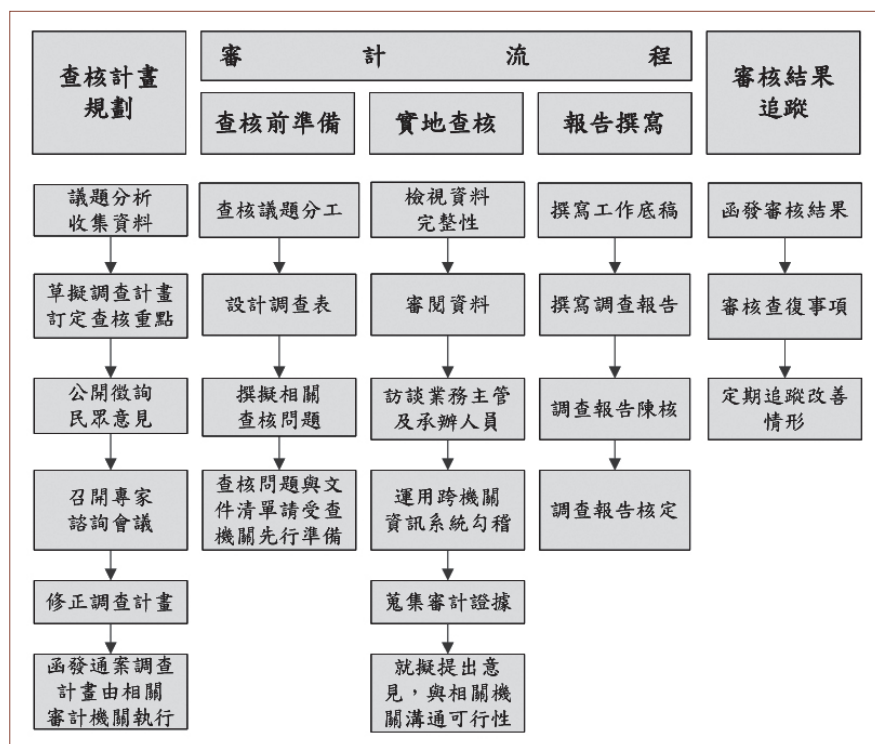 查核計畫
規劃
審計流程
查核前準備
實地查核
報告撰寫
審核結果
追蹤
議題分析
收集資料
草擬調查計畫
訂定查核重點
公開徵詢
民眾意見
召開專家
諮詢會議
修正調查計畫
函發通案調查
計畫由相關
審計機關執行
查核議題分工
設計調查表
撰擬相關
查核問題
查核問題與文
件清單請受查
機關先行準備
檢視資料
完整性
審閱資料
訪談業務主管
及承辦人員
運用跨機關
資訊系統勾稽
蒐集審計證據
就擬提出意
見，與相關機
關溝通可行性
撰寫工作底稿
撰寫調查報告
調查報告陳核
調查報告核定
函發審核結果
審核查復事項
定期追蹤改善
情形